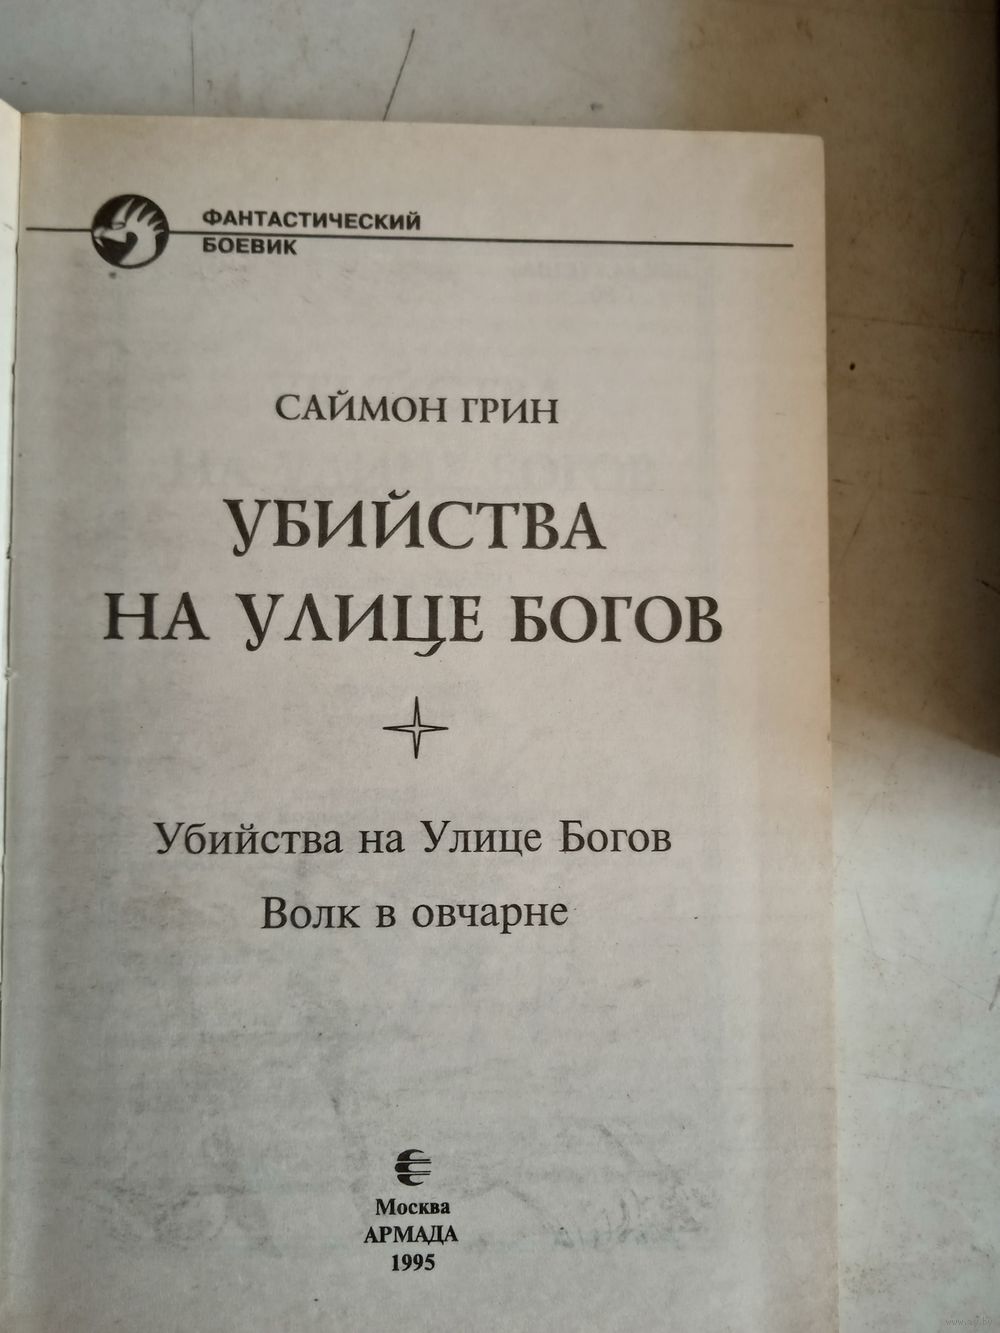 ФАНТАСТИЧЕСКИЙ
БОЕВИК
САЙМОН ГРИН
УБИЙСТВА
НА УЛИЦЕ БОГОВ
Убийства на Улице Богов
Волк в овчарне
Москва
АРМАДА
1995